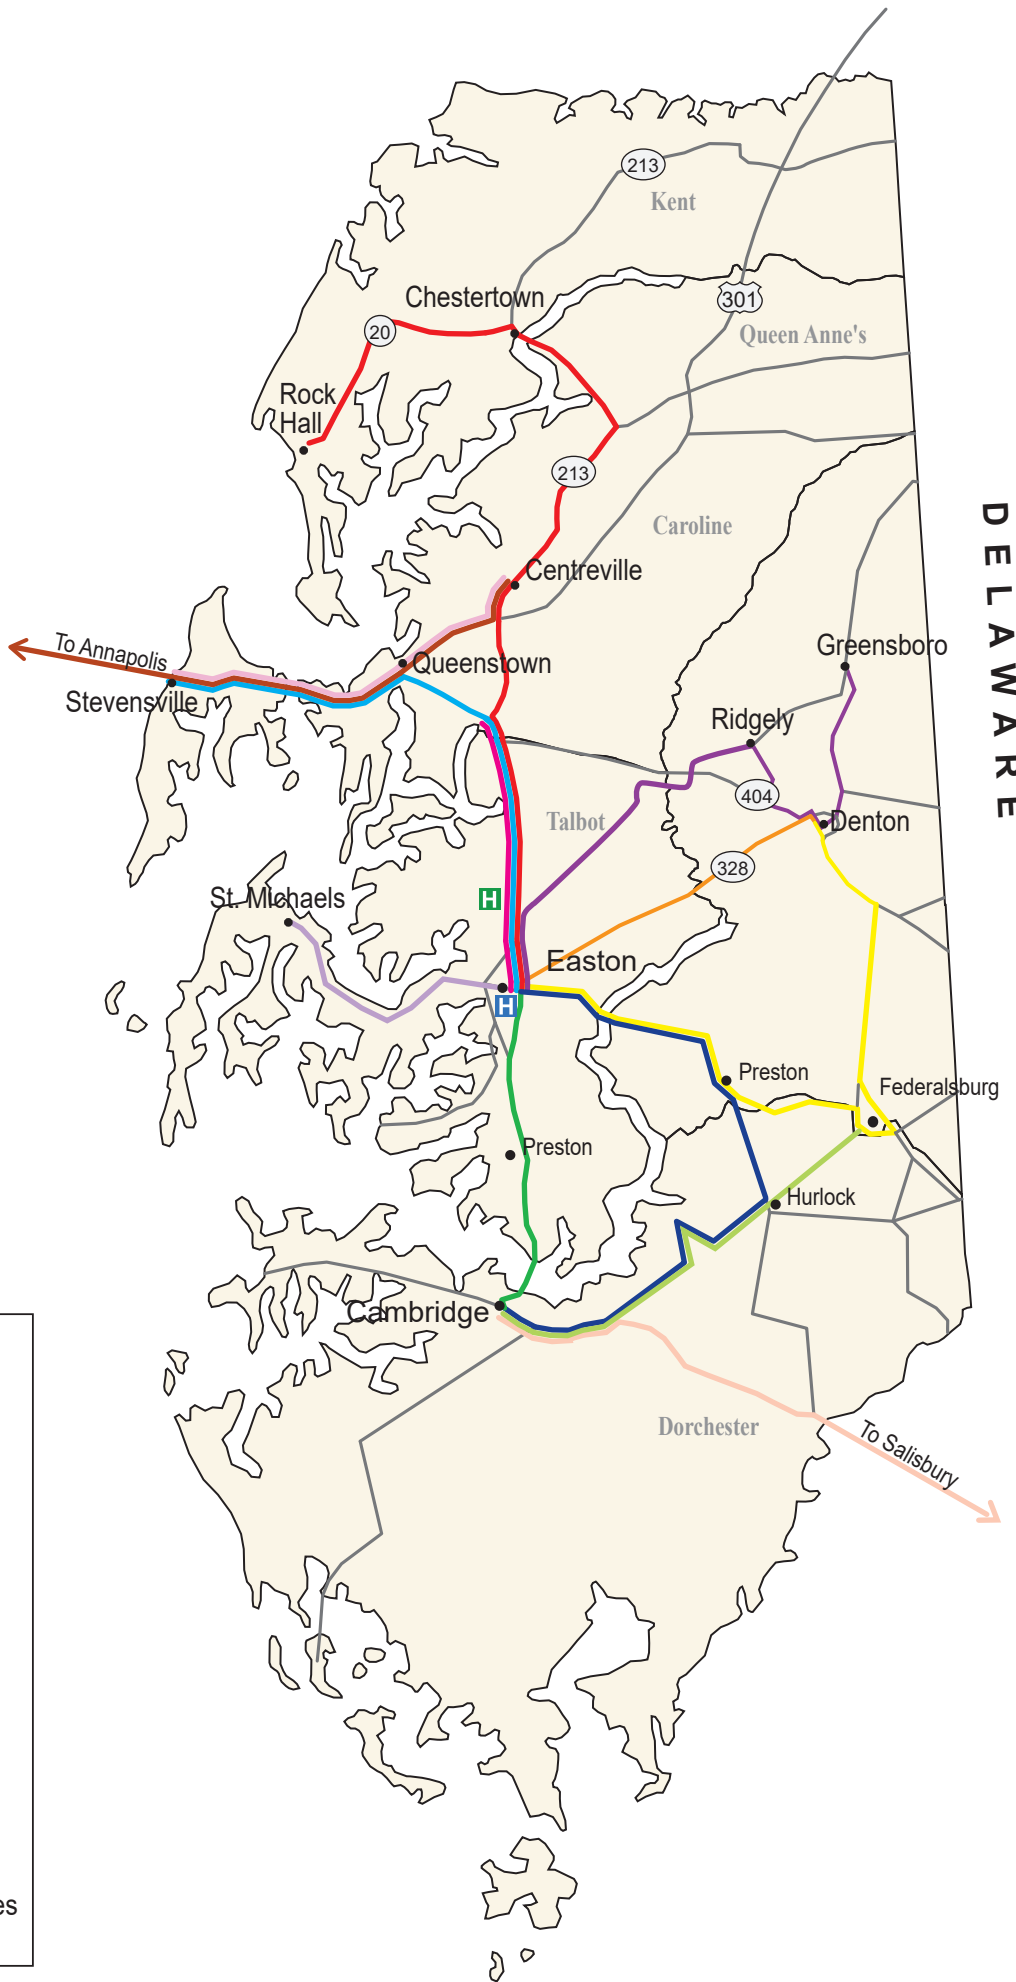 213
Kent
Chestertown
301
20
Queen Anne's
Rock
Hall
213
Caroline
DELAWARE
Centreville
To Annapolis
Queenstown
Greensboro
Stevensville
Ridgely
404
Talbot
Denton
328
St. Michaels
H
Easton
H
Preston
Federalsburg
Preston
Hurlock
Cambridge
Dorchester
To Salisbury
es